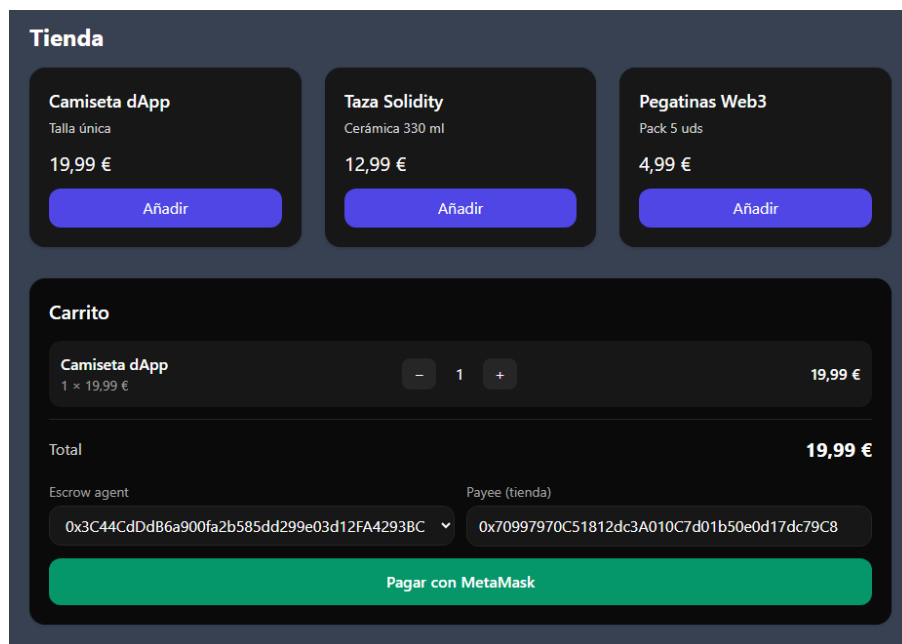 Tienda
Camiseta dApp
Talla única
19,99 €
Añadir
Taza Solidity
Cerámica 330 ml
12,99 €
Añadir
Pegatinas Web3
Pack 5 uds
4,99 €
Añadir
Carrito
Camiseta dApp
1 × 19,99 €
− 1 +
19,99 €
Total
19,99 €
Escrow agent
0x3C44CdDdB6a900fa2b585dd299e03d12FA4293BC
Payee (tienda)
0x70997970C51812dc3A010C7d01b50e0d17dc79C8
Pagar con MetaMask